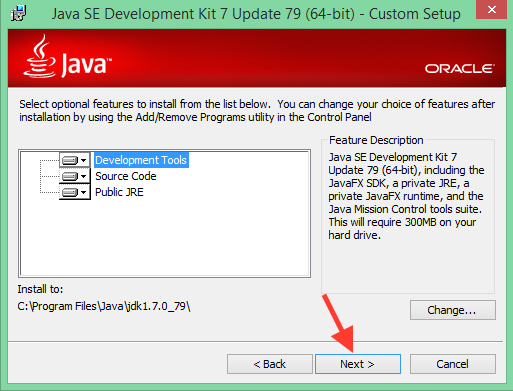 Java SE Development Kit 7 Update 79 (64-bit) - Custom Setup
Java™
ORACLE
Select optional features to install from the list below. You can change your choice of features after
installation by using the Add/Remove Programs utility in the Control Panel
Development Tools
Source Code
Public JRE
Feature Description
Java SE Development Kit 7
Update 79 (64-bit), including the
JavaFX SDK, a private JRE, a
private JavaFX runtime, and the
Java Mission Control tools suite.
This will require 300MB on your
hard drive.
Install to:
C:\Program Files\Java\jdk1.7.0_79\
Change...
< Back
Next >
Cancel